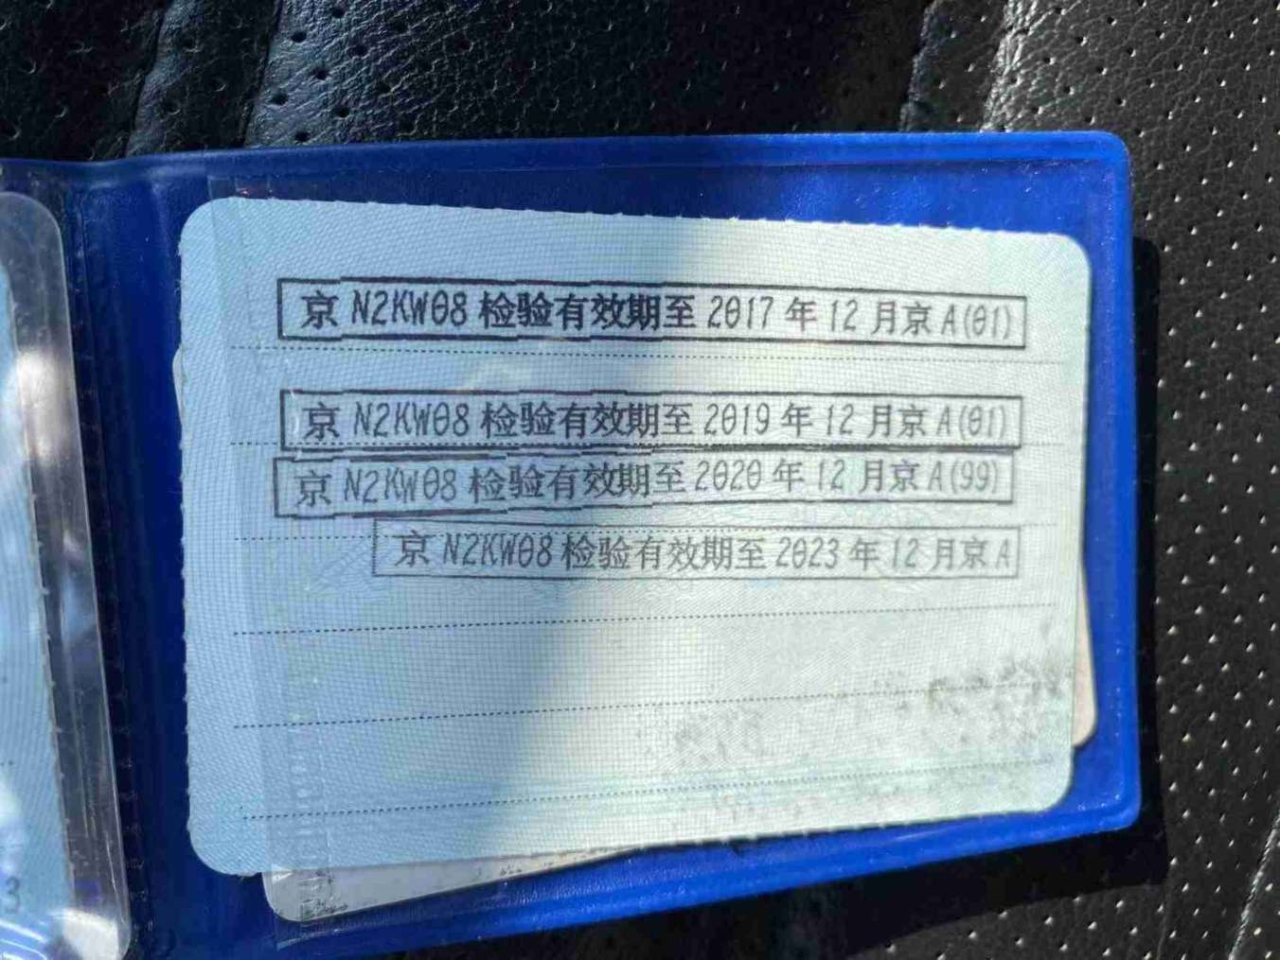 京 N2KW08 检验有效期至 2017 年 12 月京 A(01)
京 N2KW08 检验有效期至 2019 年 12 月京 A(01)
京 N2KW08 检验有效期至 2020 年 12 月京 A(99)
京 N2KW08 检验有效期至 2023 年 12 月京 A
3